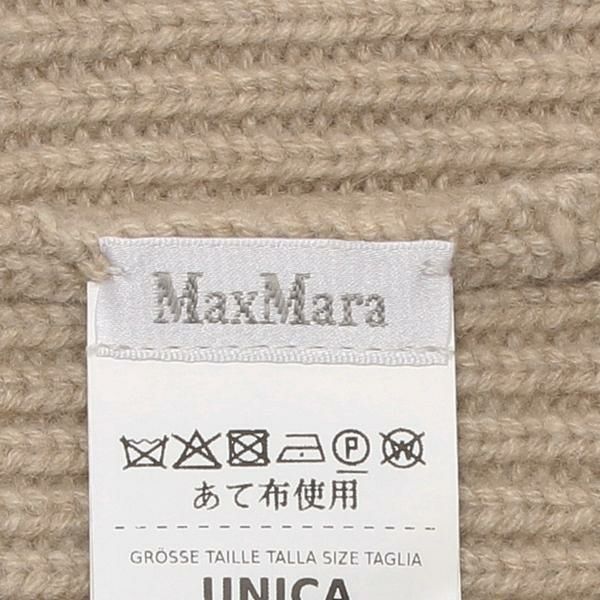 MaxMara
P W
あて布使用
GRÖSSE TAILLE TALLA SIZE TAGLIA
UNICA